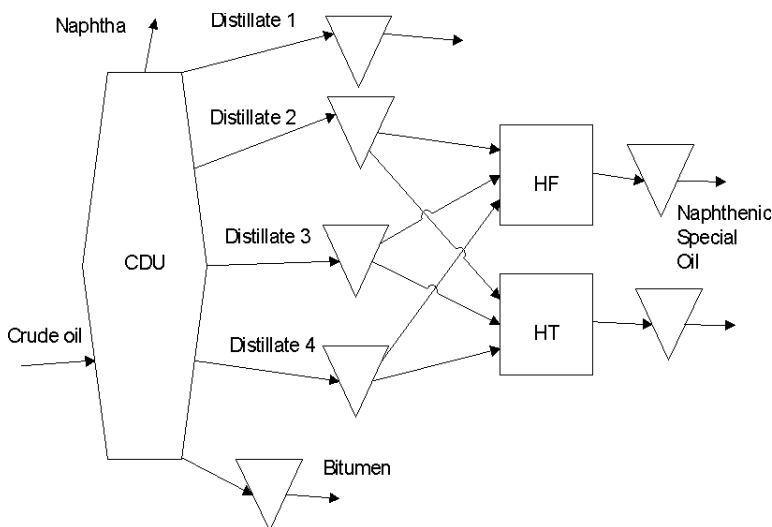 Naphtha
Distillate 1
Distillate 2
HF
Naphthenic
Special
Oil
Distillate 3
CDU
Crude oil
Distillate 4
HT
Bitumen